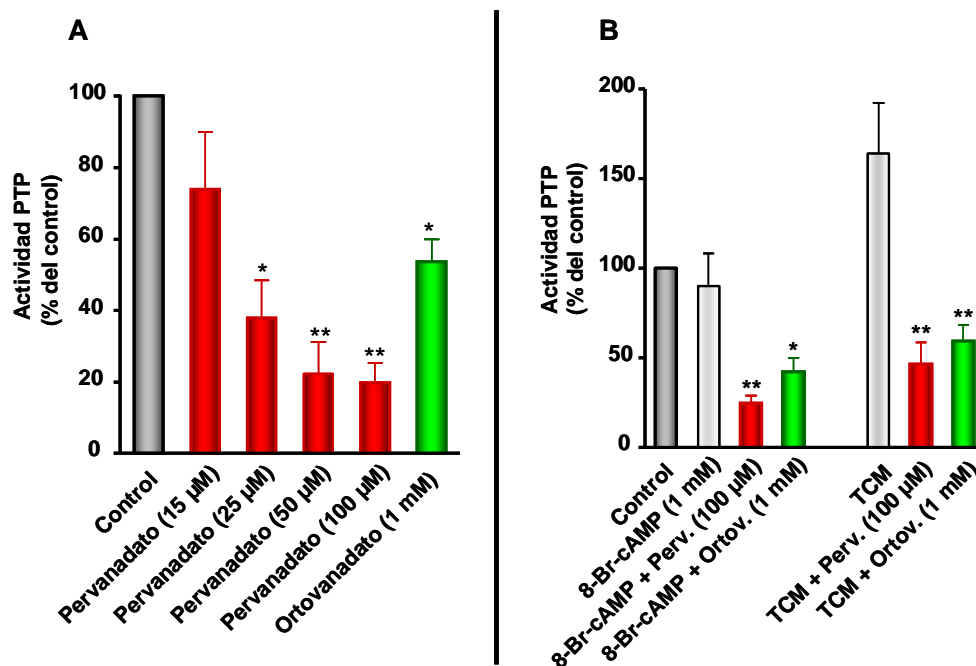 A
Actividad PTP
(% del control)
100
80
60
40
20
0
*
**
**
*
Control
Pervanadato (15 µM)
Pervanadato (25 µM)
Pervanadato (50 µM)
Pervanadato (100 µM)
Ortovanadato (1 mM)
B
Actividad PTP
(% del control)
200
150
100
50
0
**
*
**
**
Control
8-Br-cAMP (1 mM)
8-Br-cAMP + Perv. (100 µM)
8-Br-cAMP + Ortov. (1 mM)
TCM
TCM + Perv. (100 µM)
TCM + Ortov. (1 mM)